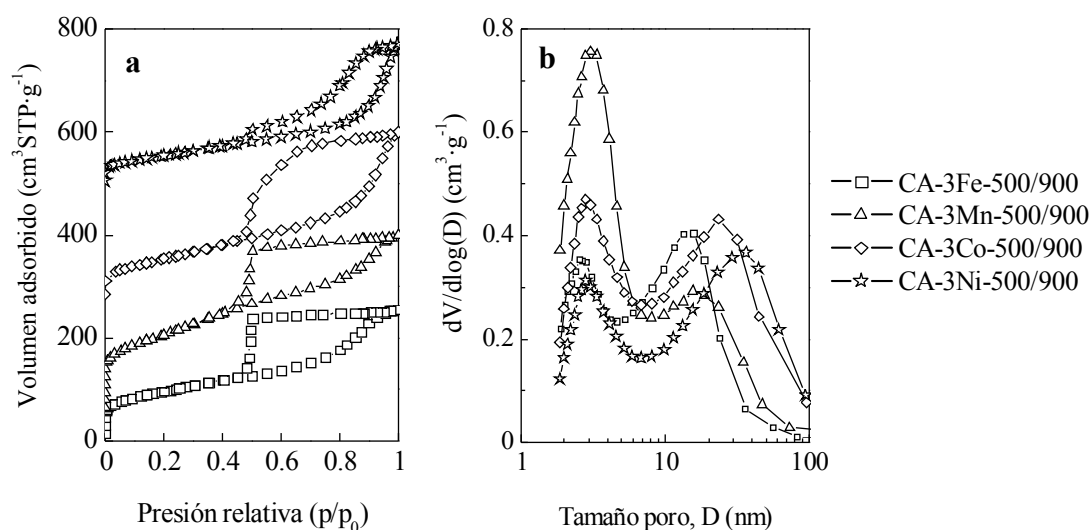 a
800
600
400
200
0
0
0.2
0.4
0.6
0.8
1
Volumen adsorbido (cm³STP·g⁻¹)
Presión relativa (p/p₀)
b
0.8
0.6
0.4
0.2
0
1
10
100
dV/dlog(D) (cm³·g⁻¹)
Tamaño poro, D (nm)
CA-3Fe-500/900
CA-3Mn-500/900
CA-3Co-500/900
CA-3Ni-500/900